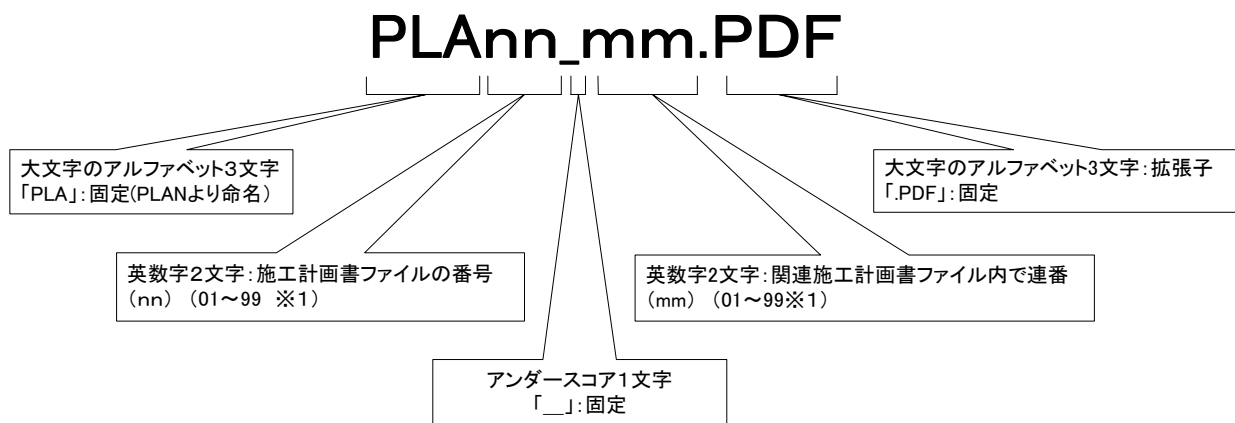 PLAnn_mm.PDF
大文字のアルファベット3文字
「PLA」:固定(PLANより命名)
大文字のアルファベット3文字:拡張子
「.PDF」:固定
英数字２文字:施工計画書ファイルの番号
(nn) (01～99 ※1)
英数字2文字:関連施工計画書ファイル内で連番
(mm) (01～99※1)
アンダースコア１文字
「__」:固定